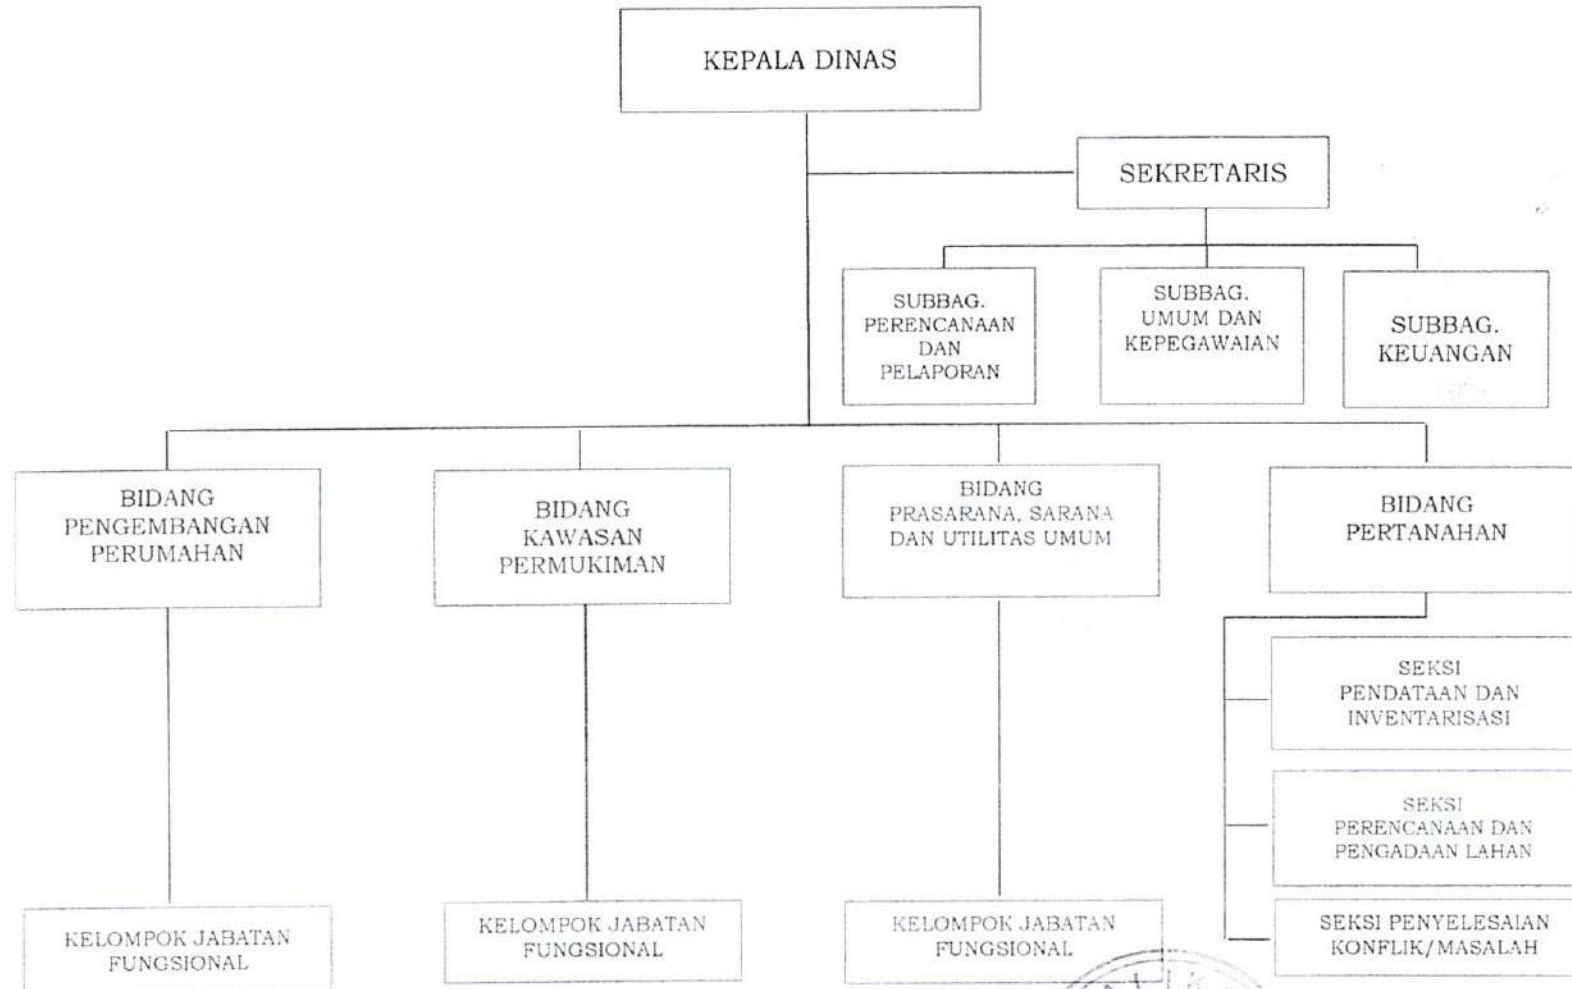 KEPALA DINAS
SEKRETARIS
SUBBAG.
PERENCANAAN
DAN
PELAPORAN
SUBBAG.
UMUM DAN
KEPEGAWAIAN
SUBBAG.
KEUANGAN
BIDANG
PENGEMBANGAN
PERUMAHAN
BIDANG
KAWASAN
PERMUKIMAN
BIDANG
PRASARANA, SARANA
DAN UTILITAS UMUM
BIDANG
PERTANAHAN
SEKSI
PENDATAAN DAN
INVENTARISASI
SEKSI
PERENCANAAN DAN
PENGADAAN LAHAN
SEKSI PENYELESAIAN
KONFLIK/MASALAH
KELOMPOK JABATAN
FUNGSIONAL
KELOMPOK JABATAN
FUNGSIONAL
KELOMPOK JABATAN
FUNGSIONAL